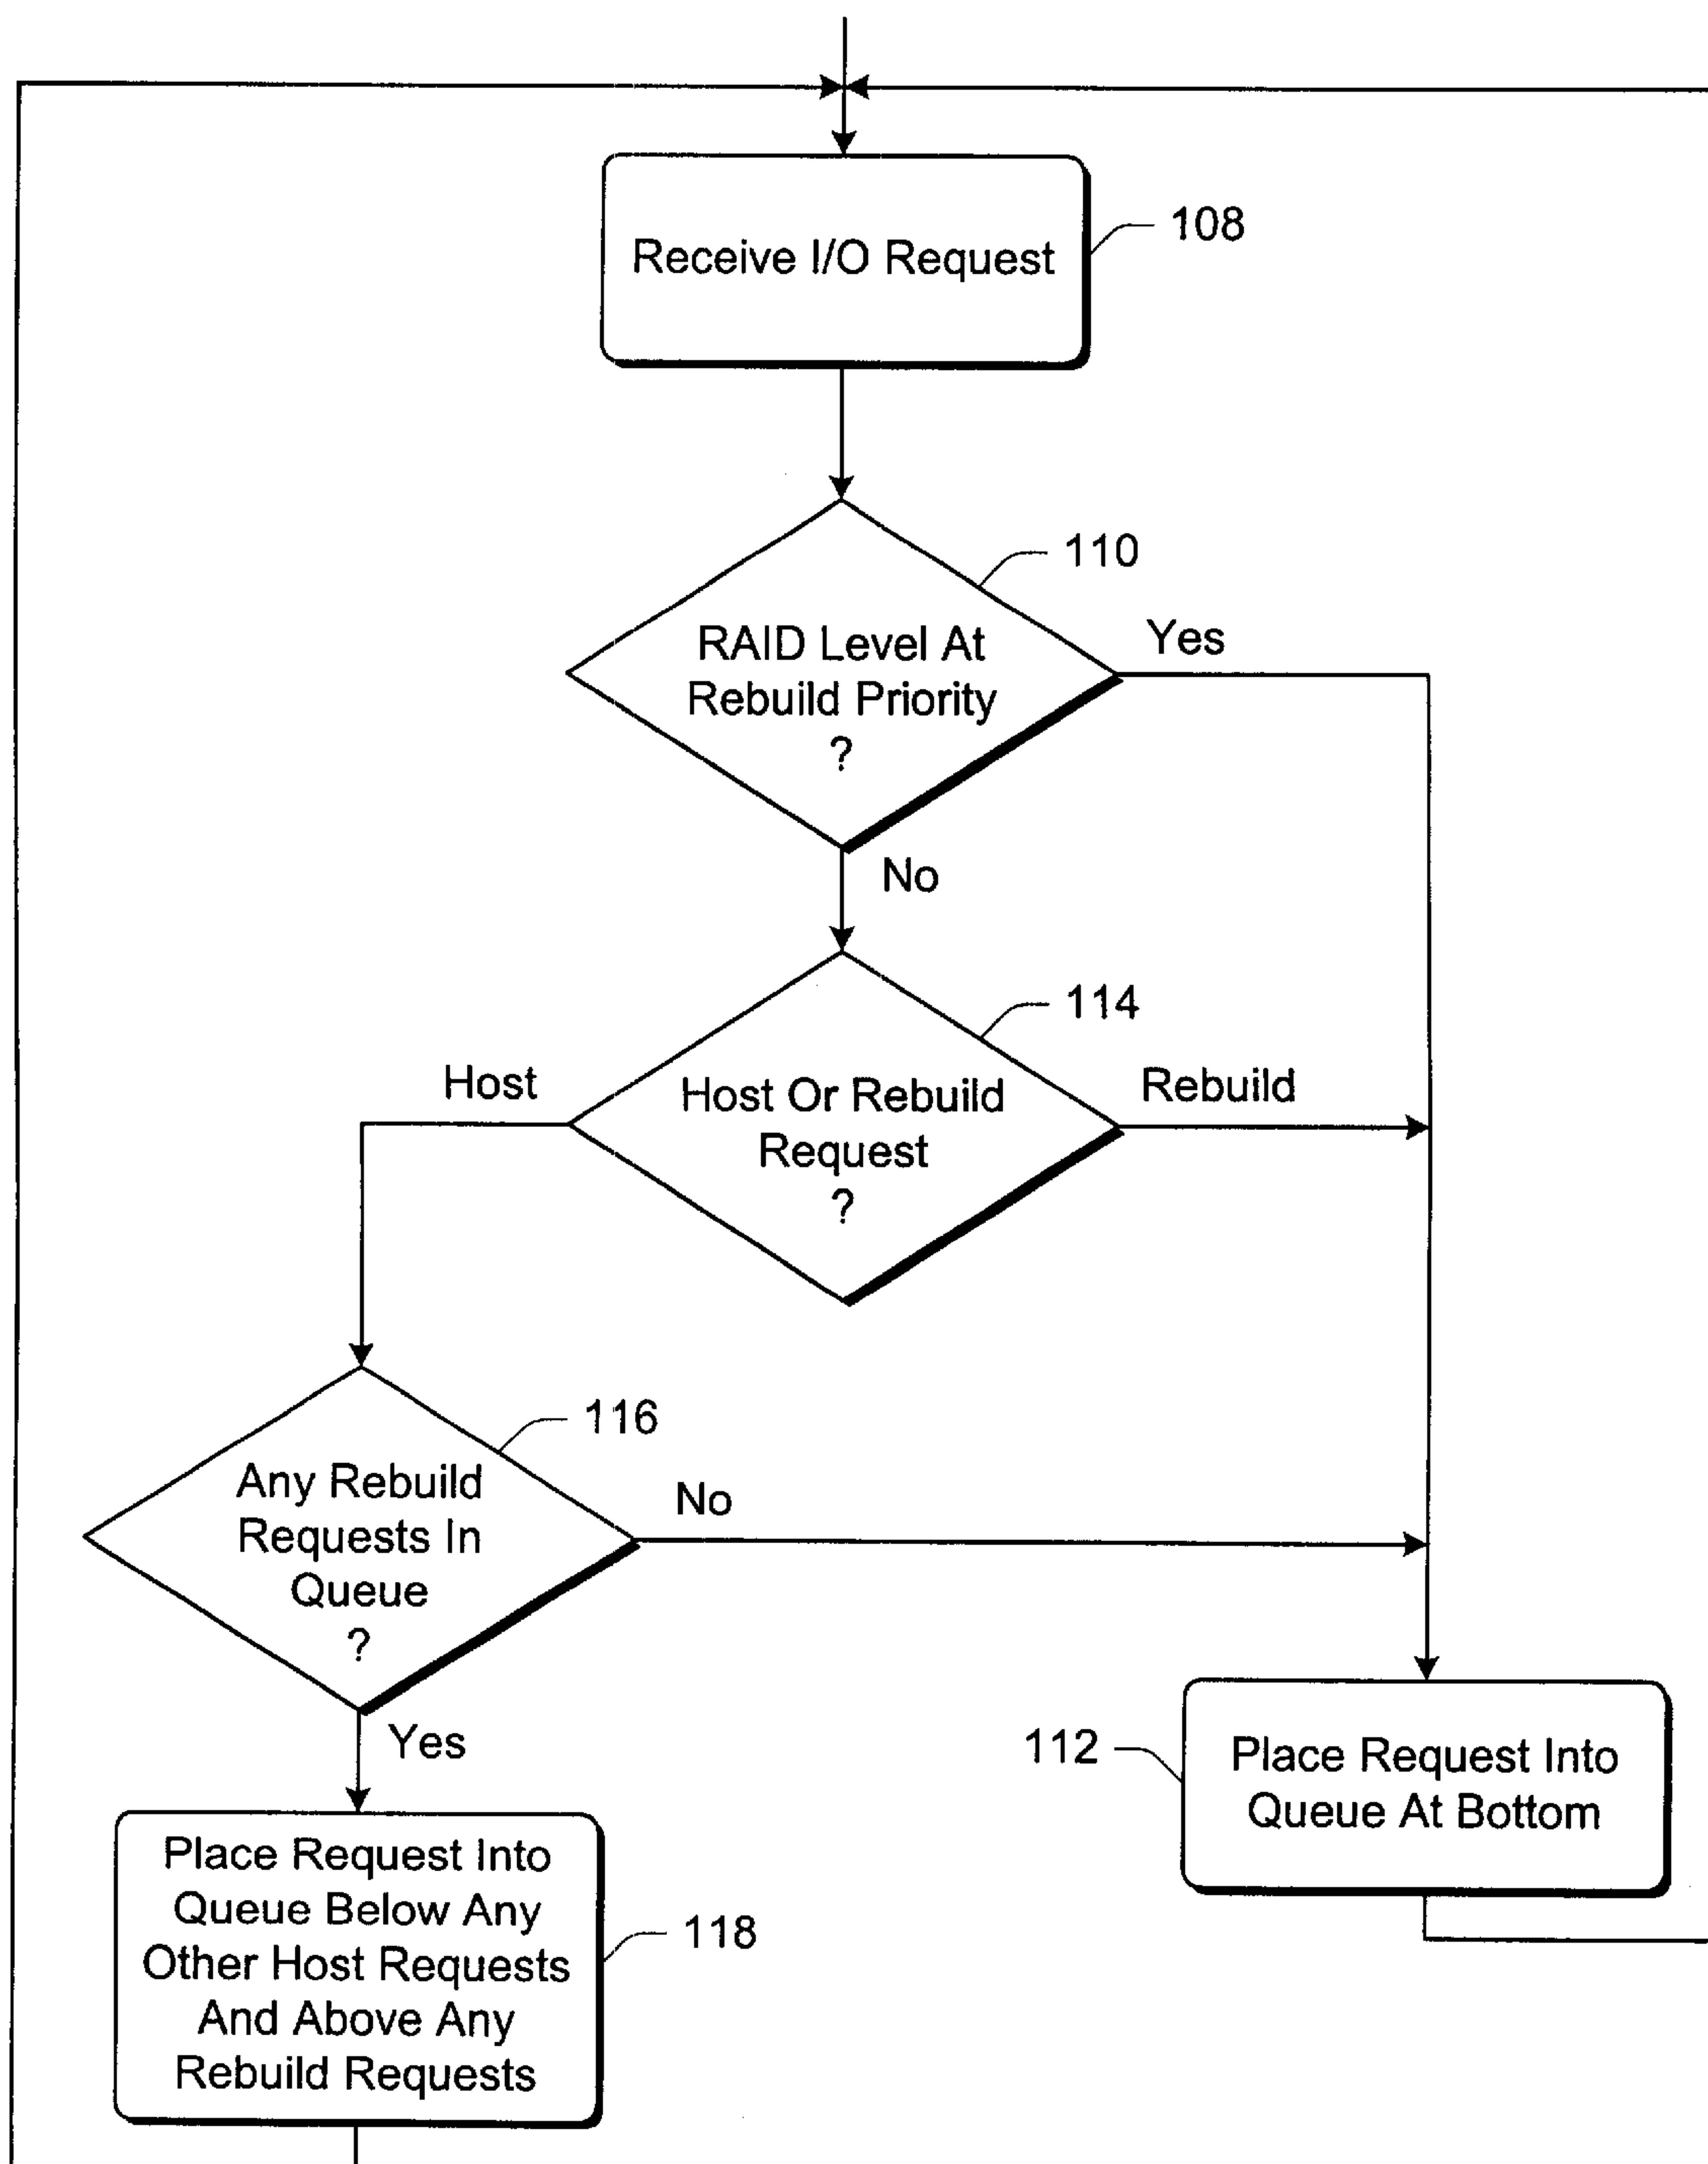 Receive I/O Request
108
110
RAID Level At
Rebuild Priority
?
Yes
No
114
Host
Host Or Rebuild
Request
?
Rebuild
116
Any Rebuild
Requests In
Queue
?
No
Yes
112
Place Request Into
Queue At Bottom
Place Request Into
Queue Below Any
Other Host Requests
And Above Any
Rebuild Requests
118